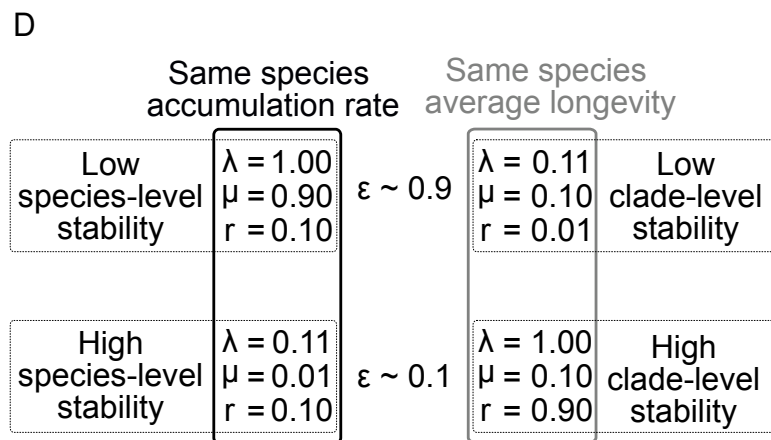 D
Same species
accumulation rate
Same species
average longevity
Low
species-level
stability
λ = 1.00
μ = 0.90
r = 0.10
ε ~ 0.9
λ = 0.11
μ = 0.10
r = 0.01
Low
clade-level
stability
High
species-level
stability
λ = 0.11
μ = 0.01
r = 0.10
ε ~ 0.1
λ = 1.00
μ = 0.10
r = 0.90
High
clade-level
stability